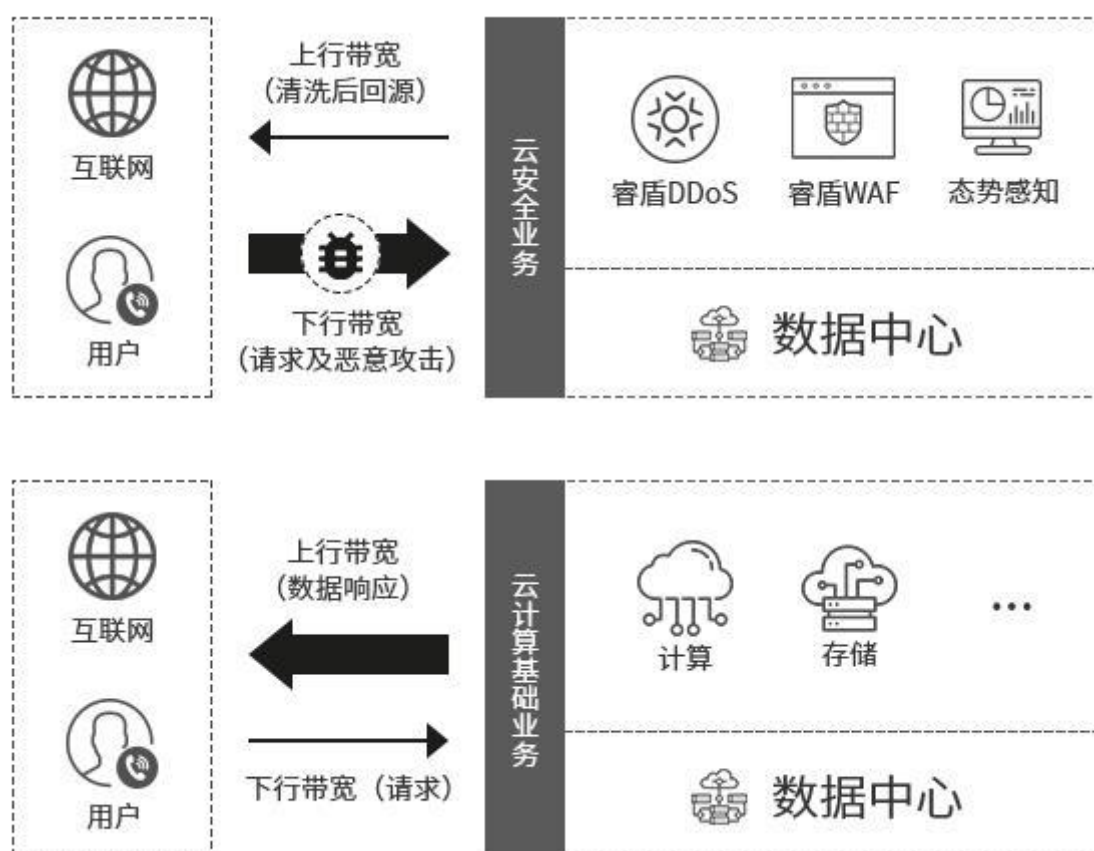 互联网
用户
上行带宽
（清洗后回源）
下行带宽
（请求及恶意攻击）
云安全业务
睿盾DDoS
睿盾WAF
态势感知
数据中心
互联网
用户
上行带宽
（数据响应）
下行带宽（请求）
云计算基础业务
计算
存储
...
数据中心